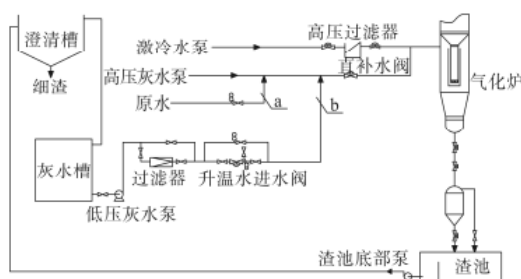 澄清槽
细渣
激冷水泵
高压过滤器
高压灰水泵
直补水阀
原水
a
b
气化炉
灰水槽
过滤器
升温水进水阀
低压灰水泵
渣池底部泵
渣池